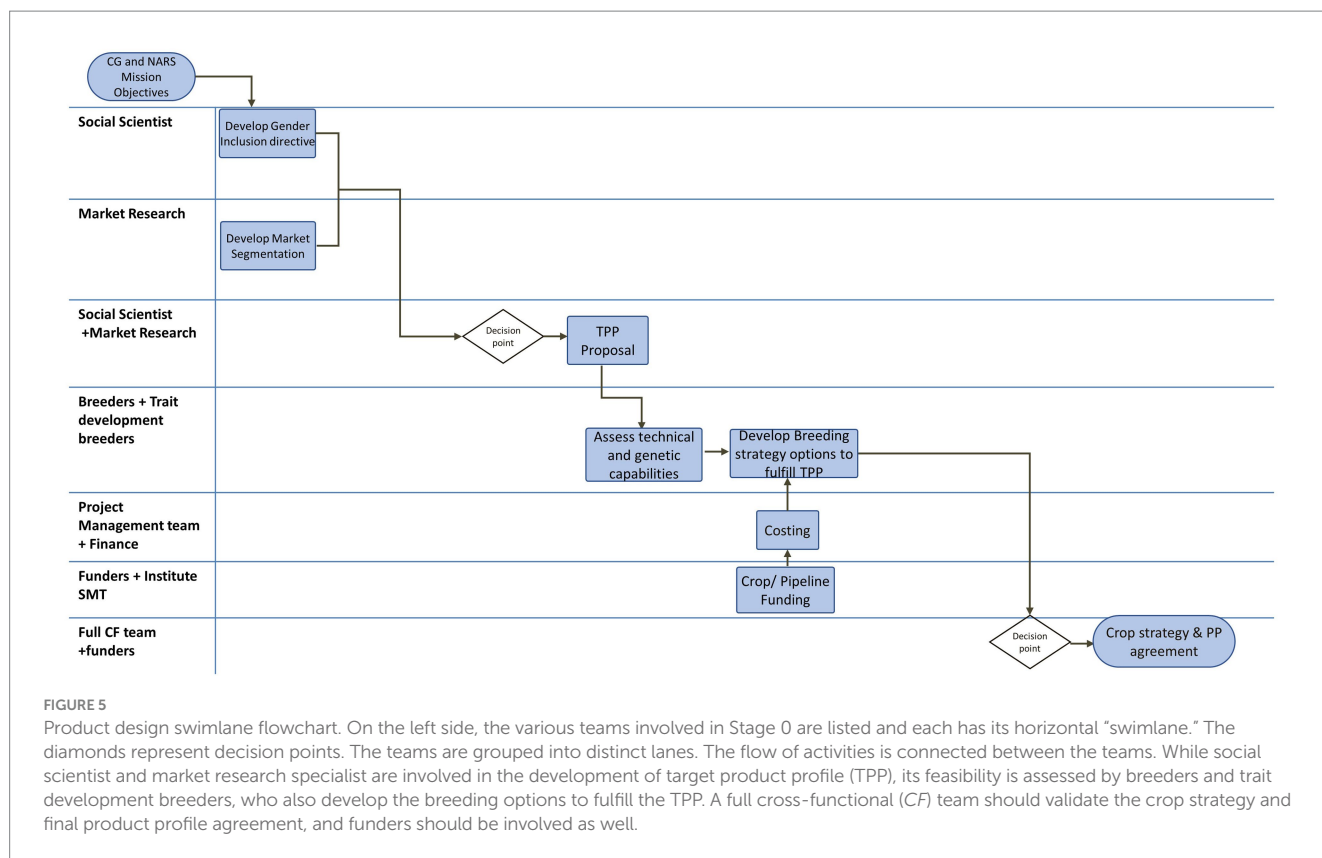 CG and NARS
Mission
Objectives
Social Scientist
Develop Gender
Inclusion directive
Market Research
Develop Market
Segmentation
Social Scientist
+Market Research
Decision
point
TPP
Proposal
Breeders + Trait
development
breeders
Assess technical
and genetic
capabilities
Develop Breeding
strategy options to
fulfill TPP
Project
Management team
+ Finance
Costing
Funders + Institute
SMT
Crop/ Pipeline
Funding
Full CF team
+funders
Decision
point
Crop strategy & PP
agreement
FIGURE 5
Product design swimlane flowchart. On the left side, the various teams involved in Stage 0 are listed and each has its horizontal “swimlane.” The
diamonds represent decision points. The teams are grouped into distinct lanes. The flow of activities is connected between the teams. While social
scientist and market research specialist are involved in the development of target product profile (TPP), its feasibility is assessed by breeders and trait
development breeders, who also develop the breeding options to fulfill the TPP. A full cross-functional (CF) team should validate the crop strategy and
final product profile agreement, and funders should be involved as well.